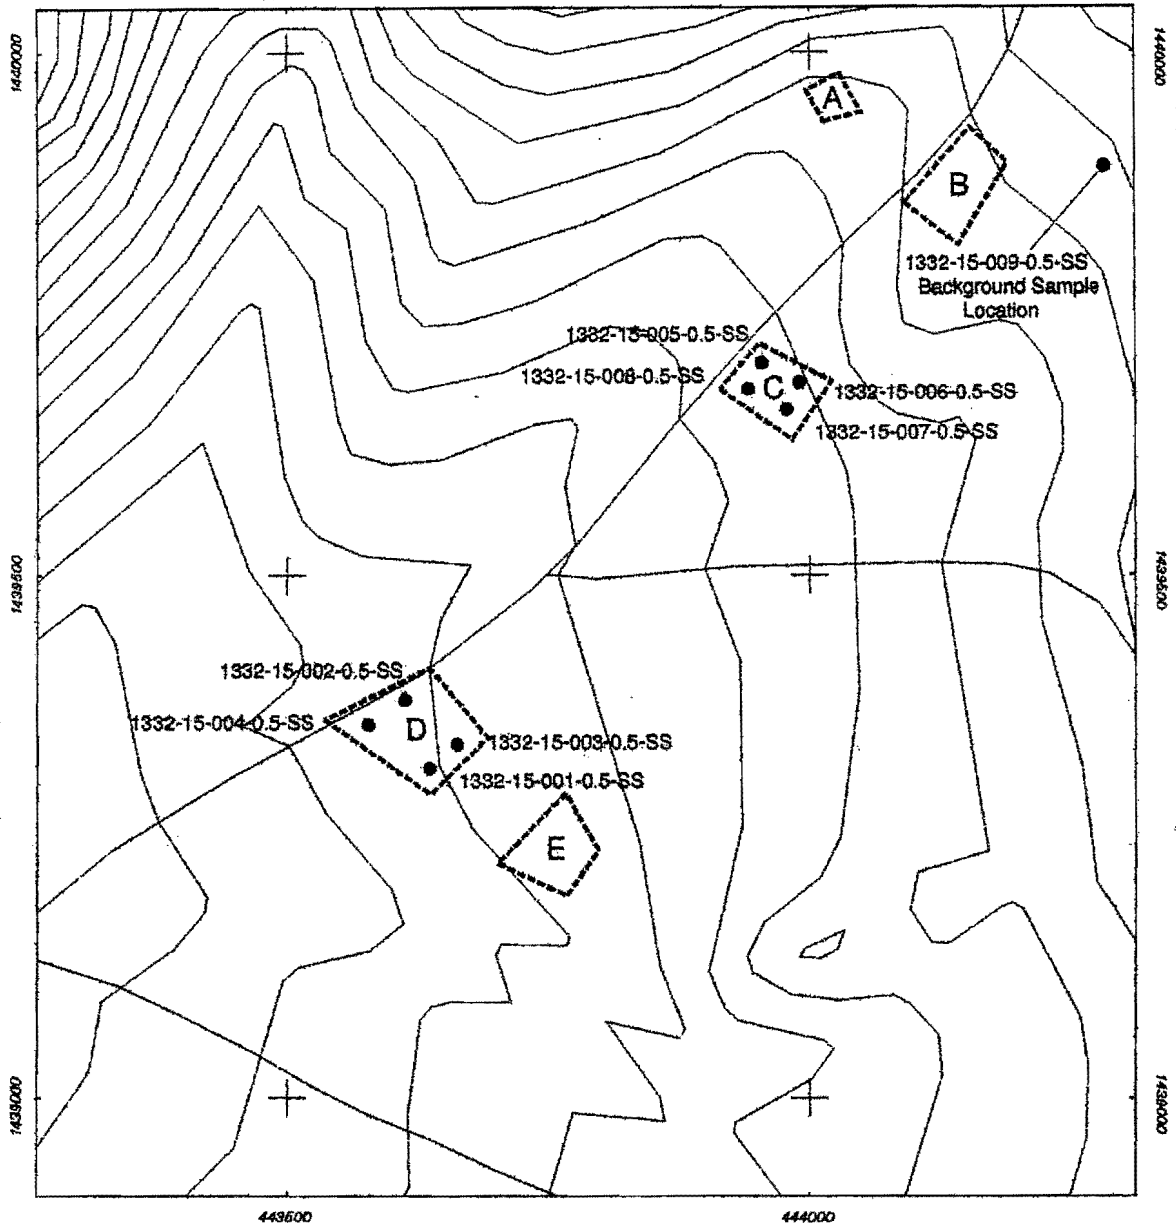 1440000
1440000
A
B
1332-15-009-0.5-SS
Background Sample
Location
1332-15-005-0.5-SS
1332-15-008-0.5-SS
C
1332-15-006-0.5-SS
1332-15-007-0.5-SS
1439500
1439500
1332-15-002-0.5-SS
1332-15-004-0.5-SS
D
1332-15-003-0.5-SS
1332-15-001-0.5-SS
E
1439000
1439000
443500
444000